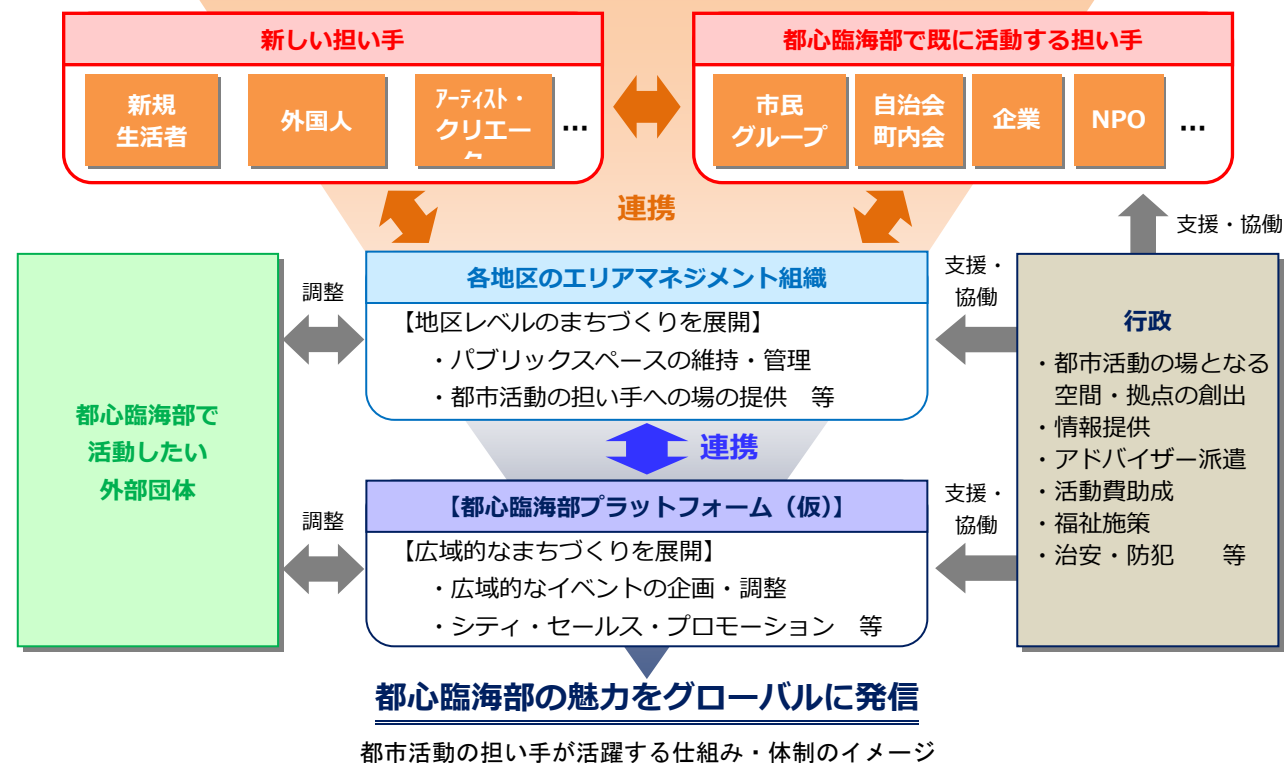 新しい担い手
新規
生活者
外国人
ｱｰﾃｨｽﾄ・
クリエー
…
都心臨海部で既に活動する担い手
市民
グループ
自治会
町内会
企業
NPO
…
連携
支援・協働
都心臨海部で
活動したい
外部団体
調整
各地区のエリアマネジメント組織
【地区レベルのまちづくりを展開】
・パブリックスペースの維持・管理
・都市活動の担い手への場の提供　等
支援・
協働
連携
調整
【都心臨海部プラットフォーム（仮）】
【広域的なまちづくりを展開】
・広域的なイベントの企画・調整
・シティ・セールス・プロモーション　等
支援・
協働
行政
・都市活動の場となる
空間・拠点の創出
・情報提供
・アドバイザー派遣
・活動費助成
・福祉施策
・治安・防犯　　等
都心臨海部の魅力をグローバルに発信
都市活動の担い手が活躍する仕組み・体制のイメージ